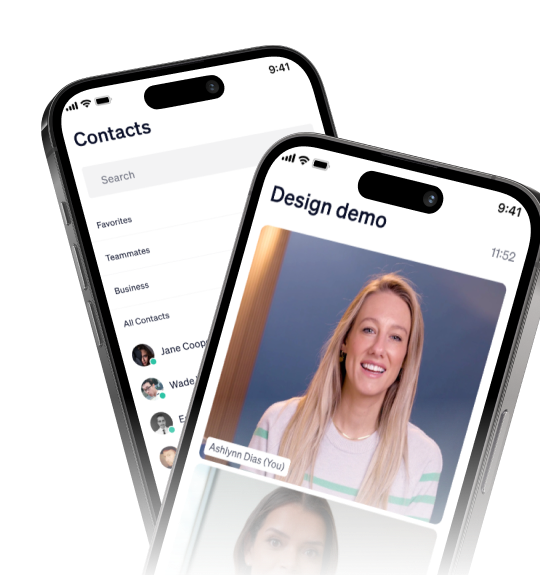 9:41
Contacts
Search
Favorites
Teammates
Business
All Contacts
Jane Coop
Wade
9:41
Design demo
11:52
Ashlynn Dias (You)